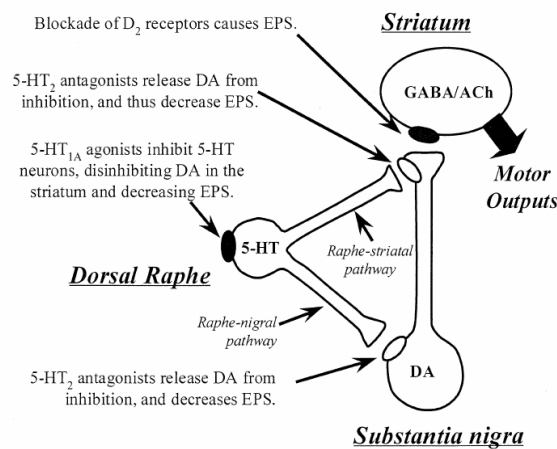 Blockade of D2 receptors causes EPS.
Striatum
5-HT2 antagonists release DA from
inhibition, and thus decrease EPS.
GABA/ACh
5-HT1A agonists inhibit 5-HT
neurons, disinhibiting DA in the
striatum and decreasing EPS.
Motor
Outputs
5-HT
Raphe-striatal
pathway
Dorsal Raphe
Raphe-nigral
pathway
5-HT2 antagonists release DA from
inhibition, and decreases EPS.
DA
Substantia nigra